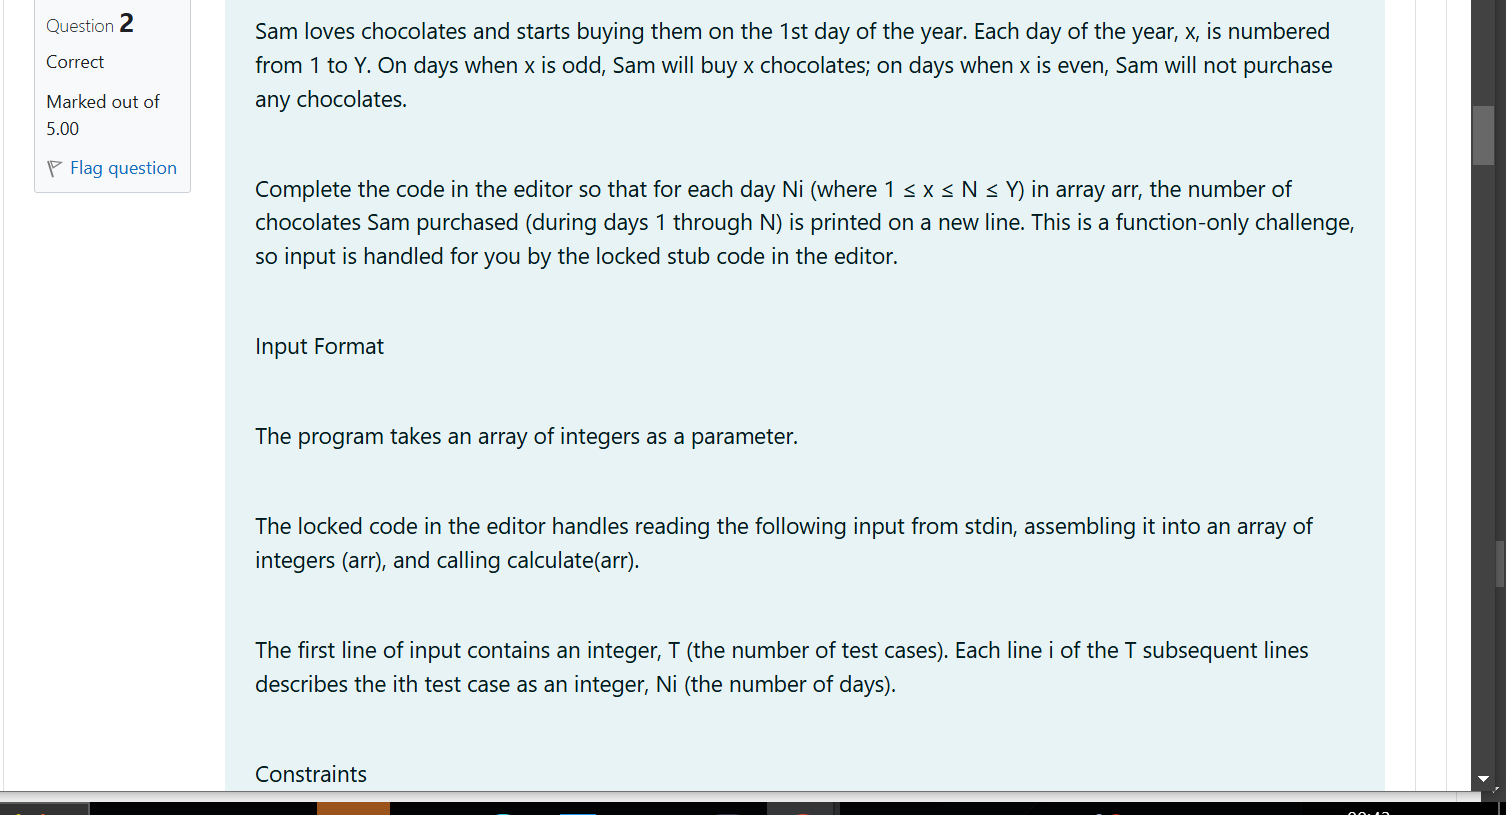 Question 2
Correct
Marked out of
5.00
Flag question
Sam loves chocolates and starts buying them on the 1st day of the year. Each day of the year, x, is numbered
from 1 to Y. On days when x is odd, Sam will buy x chocolates; on days when x is even, Sam will not purchase
any chocolates.
Complete the code in the editor so that for each day Ni (where 1 ≤ x ≤ N ≤ Y) in array arr, the number of
chocolates Sam purchased (during days 1 through N) is printed on a new line. This is a function-only challenge,
so input is handled for you by the locked stub code in the editor.
Input Format
The program takes an array of integers as a parameter.
The locked code in the editor handles reading the following input from stdin, assembling it into an array of
integers (arr), and calling calculate(arr).
The first line of input contains an integer, T (the number of test cases). Each line i of the T subsequent lines
describes the ith test case as an integer, Ni (the number of days).
Constraints